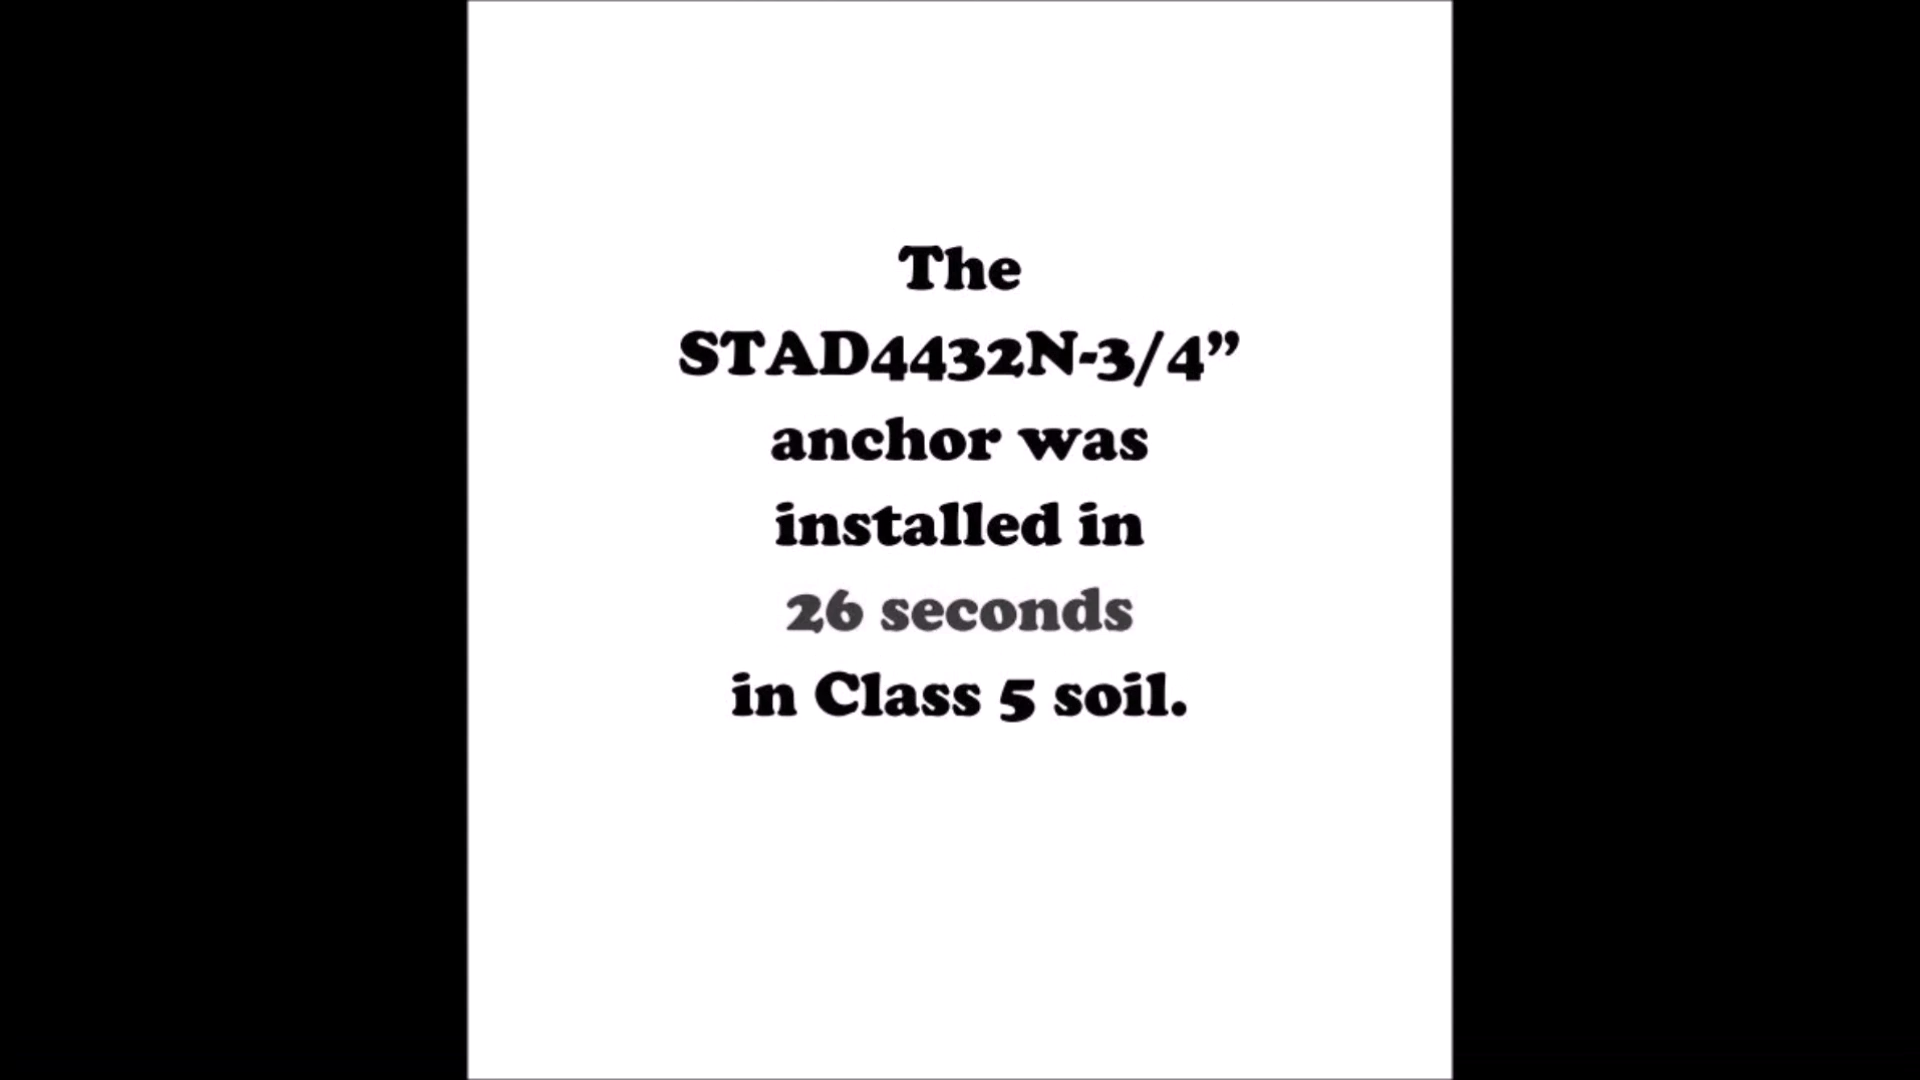 The
STAD4432N-3/4”
anchor was
installed in
26 seconds
in Class 5 soil.